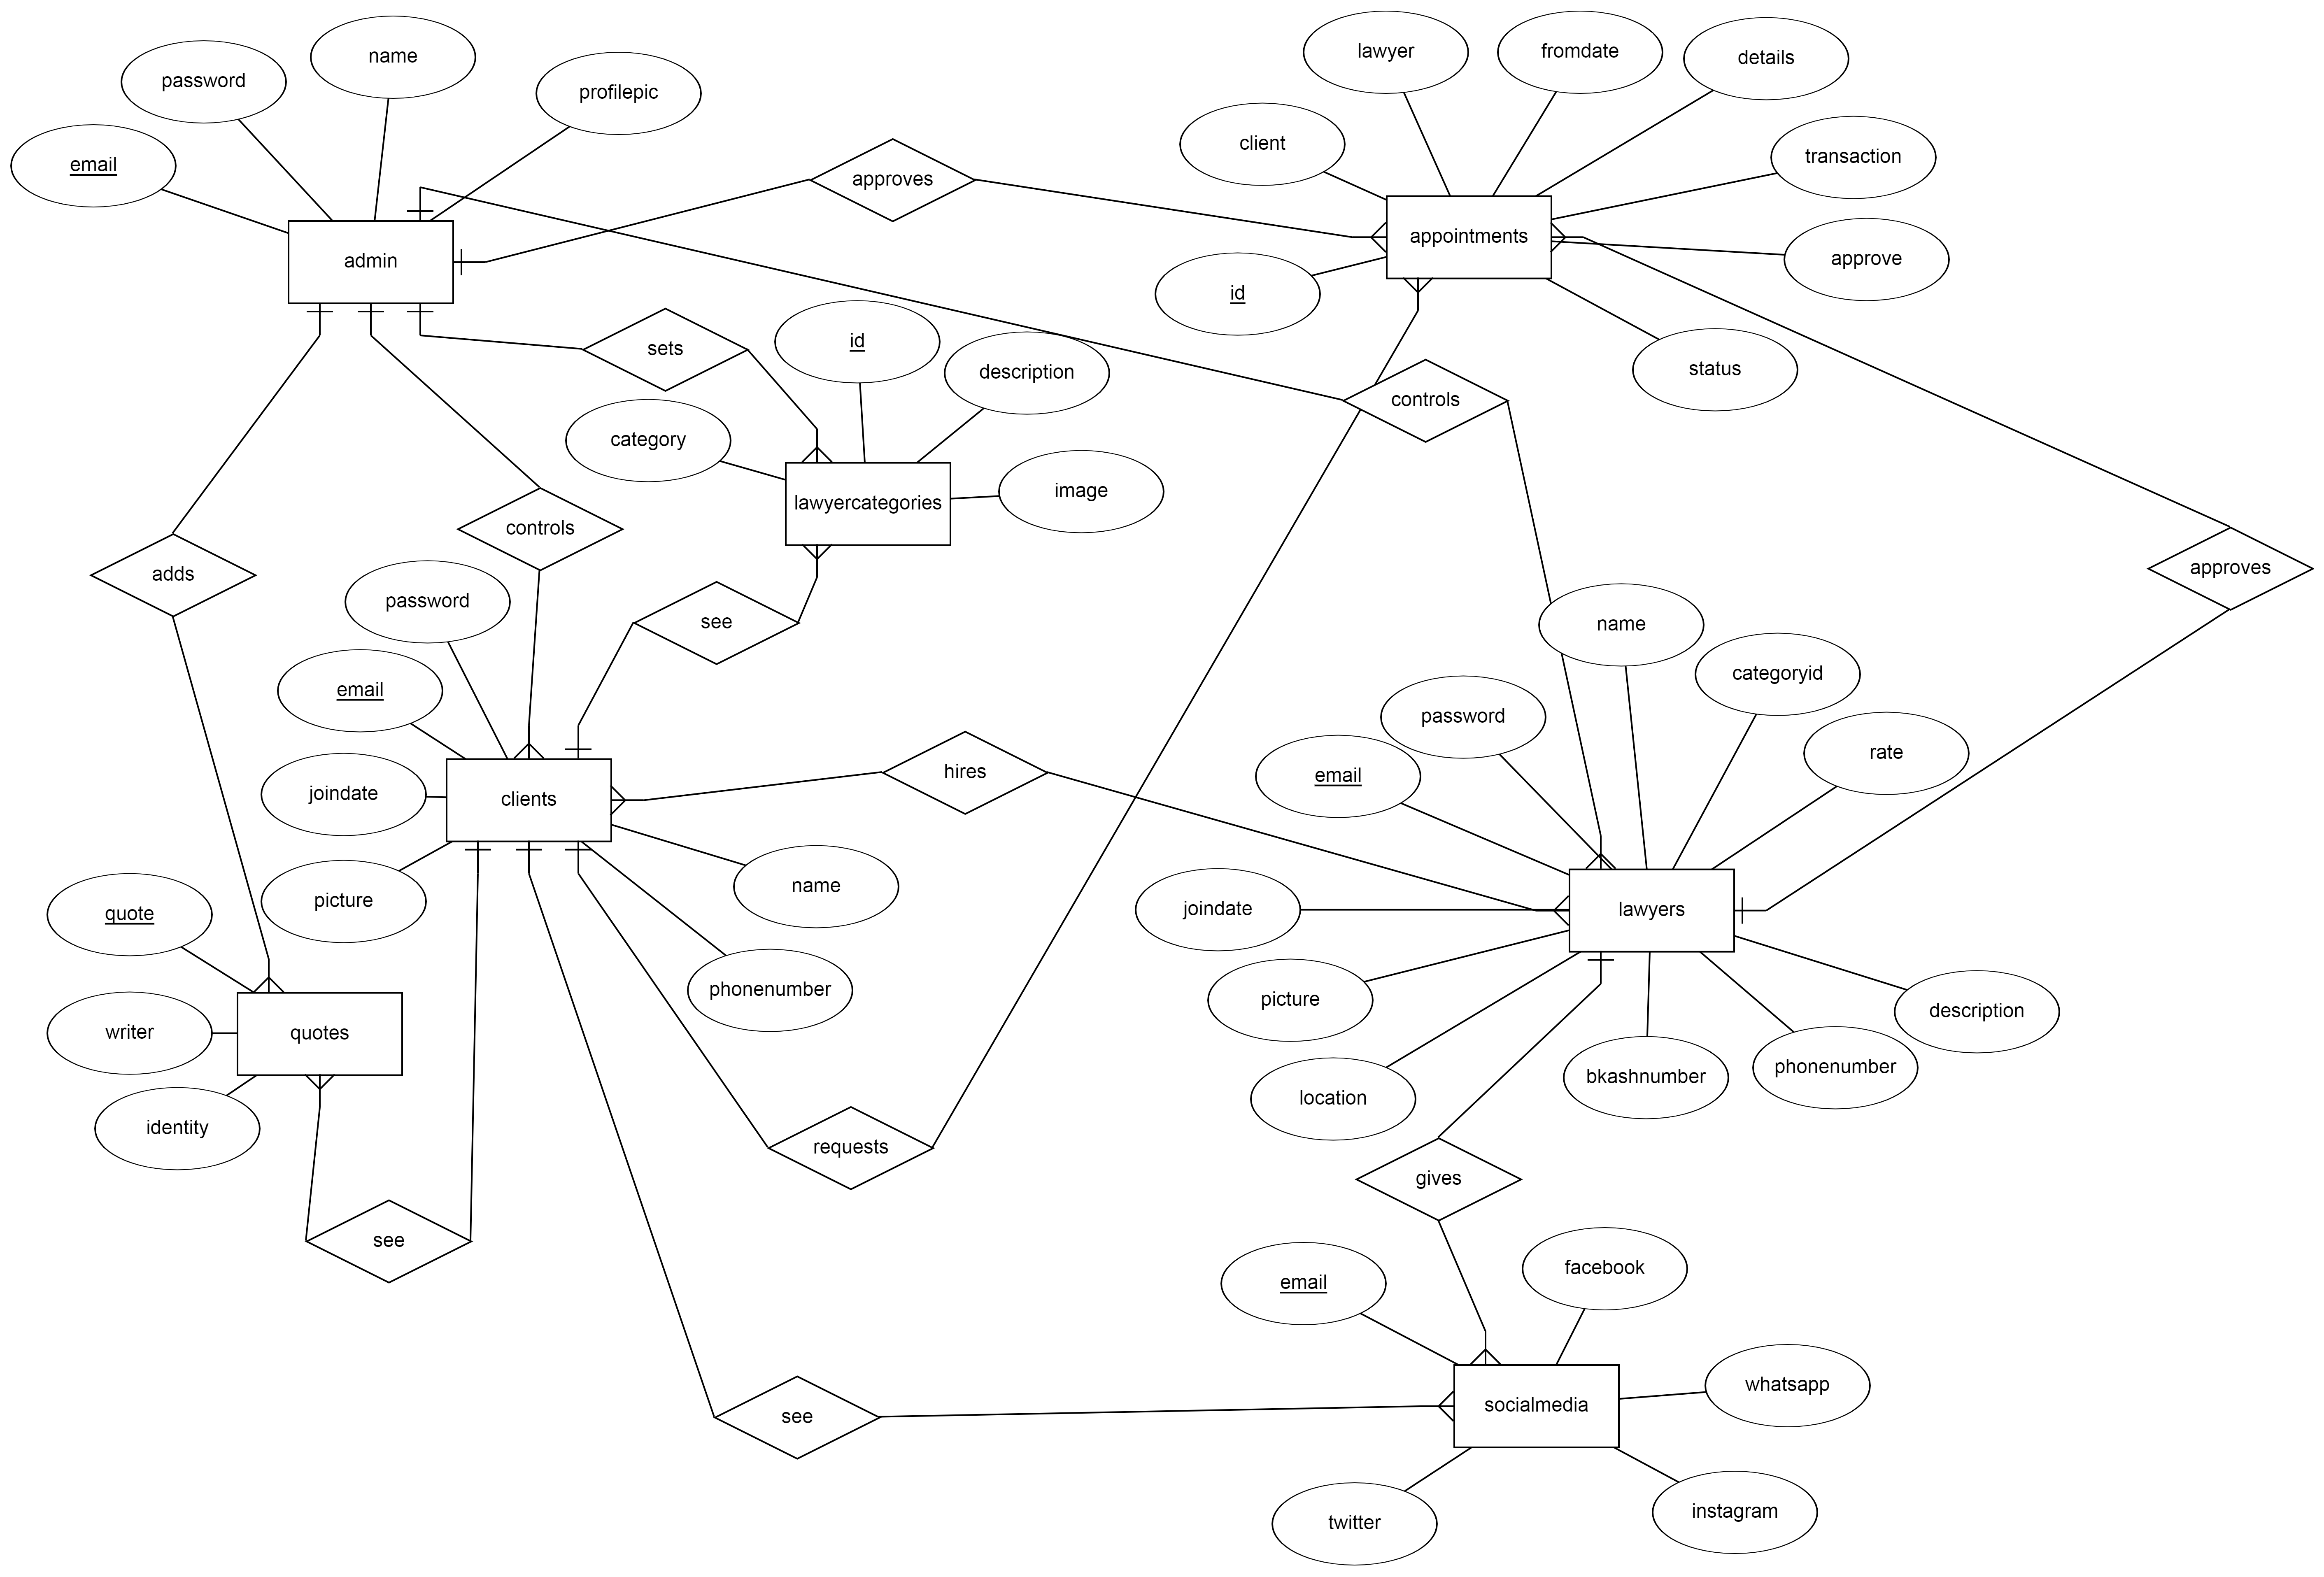 name
password
profilepic
email
admin
approves
lawyer
fromdate
details
client
transaction
appointments
approve
id
status
sets
id
description
category
image
lawyercategories
controls
controls
adds
see
approves
password
email
joindate
clients
picture
name
phonenumber
hires
name
categoryid
password
rate
email
joindate
lawyers
picture
description
location
bkashnumber
phonenumber
quote
writer
quotes
identity
see
requests
gives
see
email
facebook
whatsapp
socialmedia
twitter
instagram